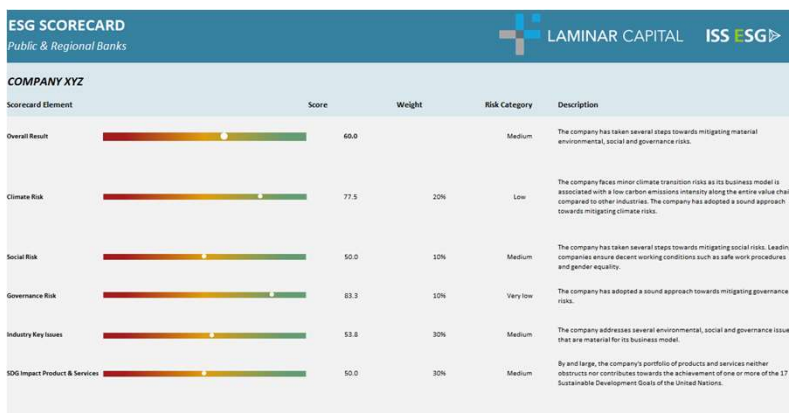 ESG SCORECARD
Public & Regional Banks
LAMINAR CAPITAL
ISS ESG
COMPANY XYZ
Scorecard Element Score Weight Risk Category Description
Overall Result 60.0 Medium The company has taken several steps towards mitigating material
environmental, social and governance risks.
Climate Risk 77.5 20% Low The company faces minor climate transition risks as its business model is
associated with a low carbon emissions intensity along the entire value chai
compared to other industries. The company has adopted a sound approach
towards mitigating climate risks.
Social Risk 50.0 10% Medium The company has taken several steps towards mitigating social risks. Leadin
companies ensure decent working conditions such as safe work procedures
and gender equality.
Governance Risk 83.3 10% Very low The company has adopted a sound approach towards mitigating governance
risks.
Industry Key Issues 53.8 30% Medium The company addresses several environmental, social and governance issue
that are material for its business model.
SDG Impact Product & Services 50.0 30% Medium By and large, the company's portfolio of products and services neither
obstructs nor contributes towards the achievement of one or more of the 17
Sustainable Development Goals of the United Nations.